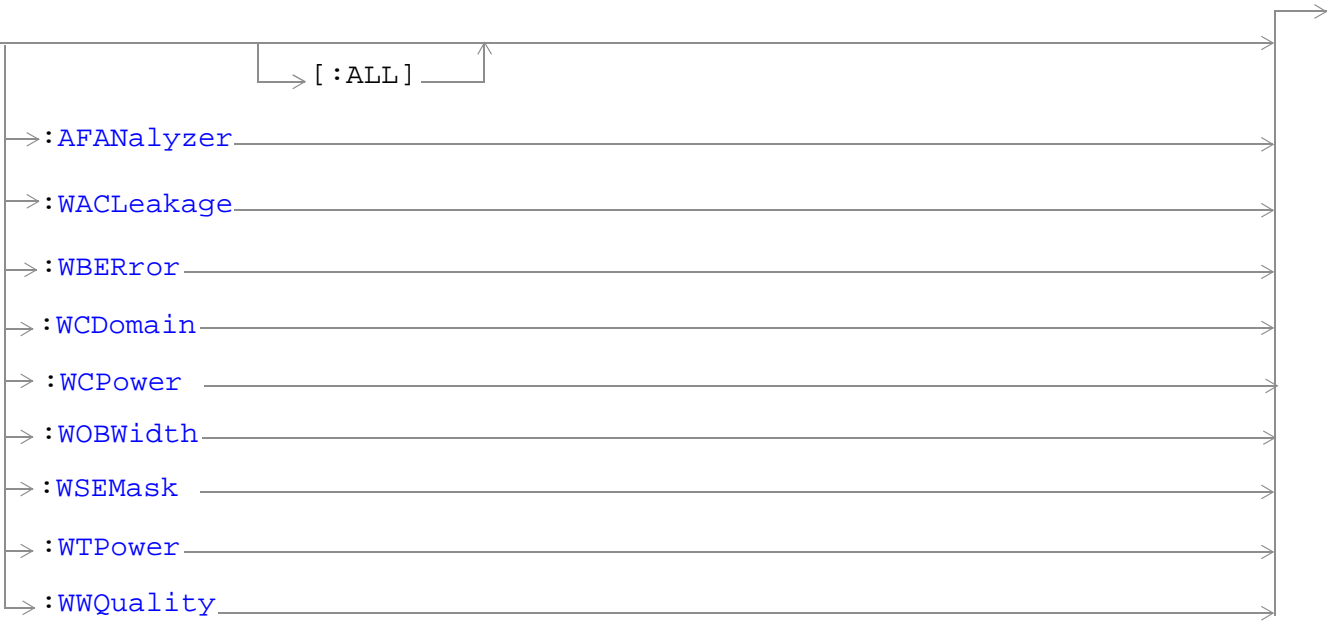 [:ALL]
:AFANalyzer
:WACLeakage
:WBERror
:WCDomain
:WCPower
:WOBWidth
:WSEMask
:WTPower
:WWQuality